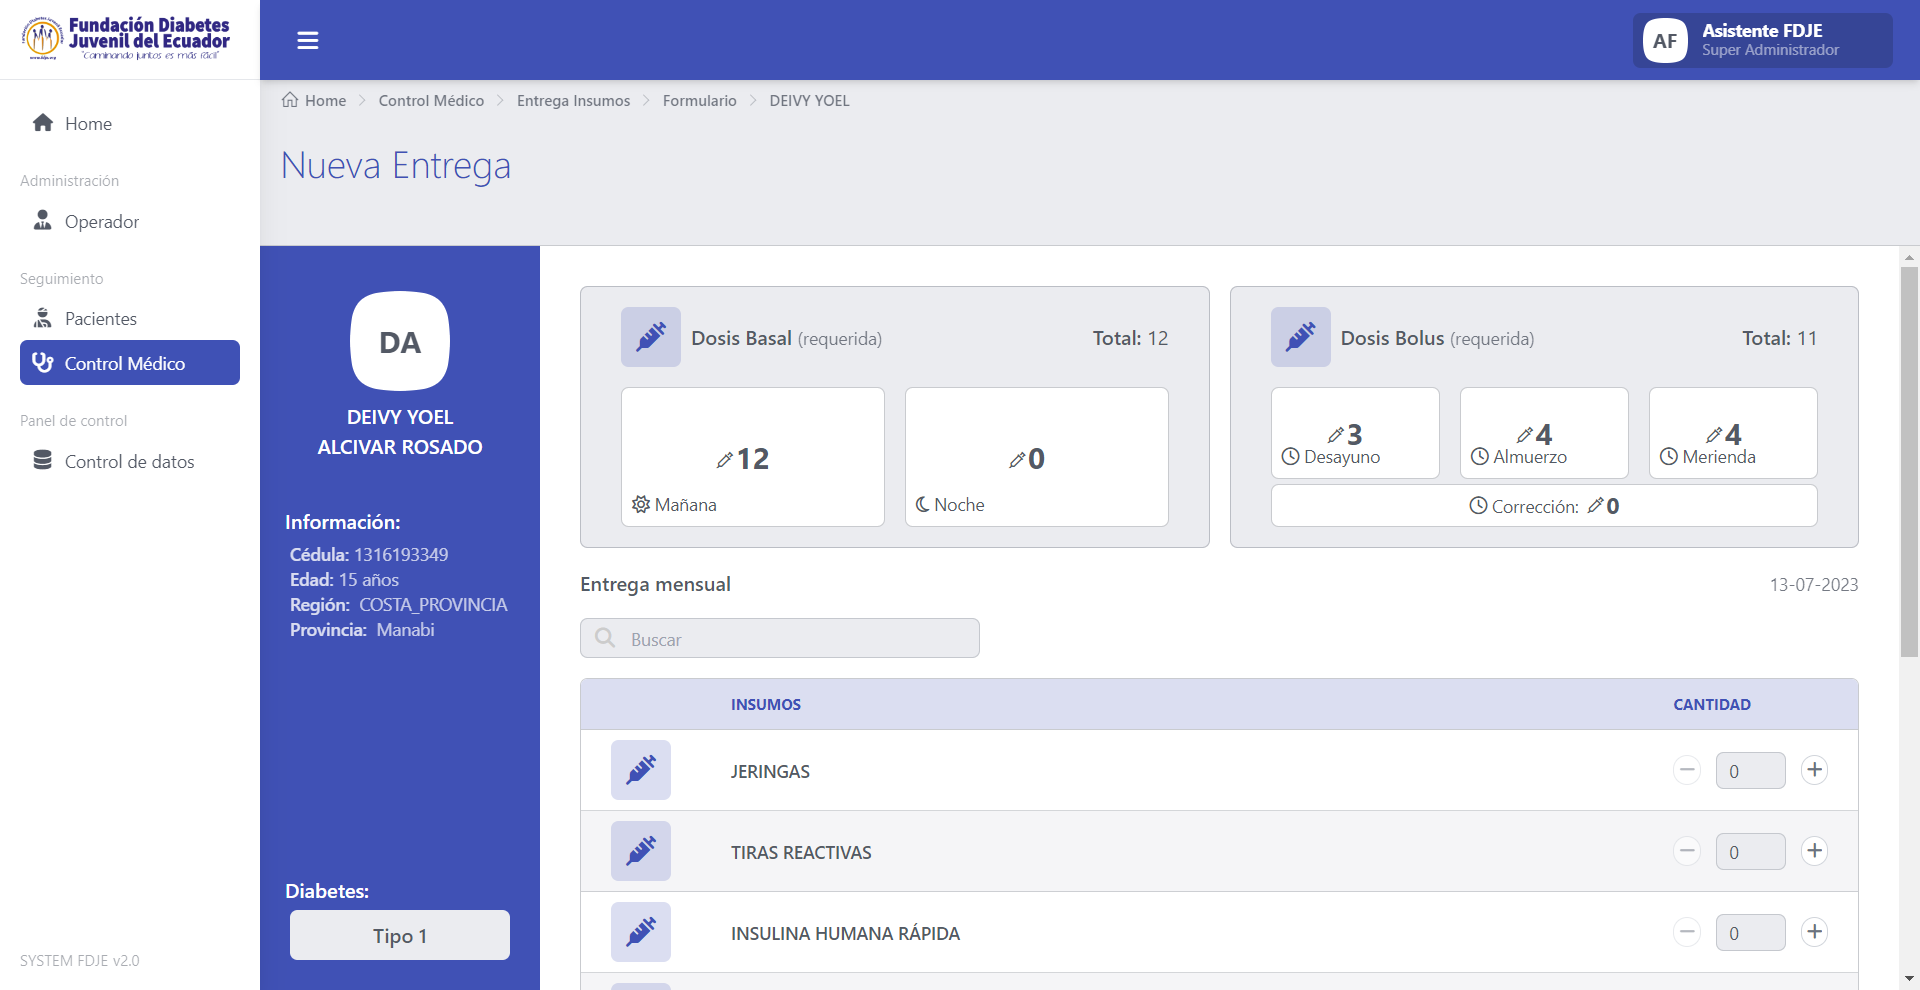 Fundación Diabetes
Juvenil del Ecuador
"Caminando juntos es más fácil"
AF
Asistente FDJE
Super Administrador
Home
Administración
Operador
Seguimiento
Pacientes
Control Médico
Panel de control
Control de datos
SYSTEM FDJE v2.0
Home > Control Médico > Entrega Insumos > Formulario > DEIVY YOEL
Nueva Entrega
DA
DEIVY YOEL
ALCIVAR ROSADO
Información:
Cédula: 1316193349
Edad: 15 años
Región: COSTA_PROVINCIA
Provincia: Manabi
Diabetes:
Tipo 1
Dosis Basal (requerida) Total: 12
12
Mañana
0
Noche
Dosis Bolus (requerida) Total: 11
3
Desayuno
4
Almuerzo
4
Merienda
Corrección: 0
Entrega mensual 13-07-2023
Buscar
INSUMOS CANTIDAD
JERINGAS 0
TIRAS REACTIVAS 0
INSULINA HUMANA RÁPIDA 0